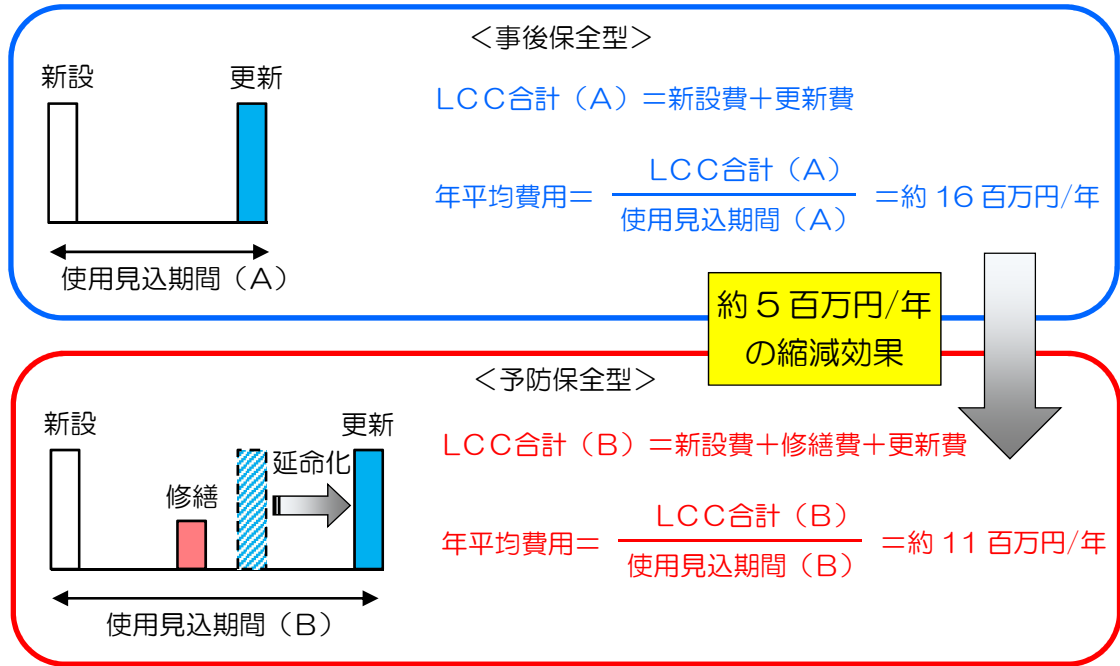 ＜事後保全型＞
新設
更新
ＬＣＣ合計（Ａ）＝新設費＋更新費
年平均費用＝
ＬＣＣ合計（Ａ）
使用見込期間（Ａ）
＝約 16 百万円/年
使用見込期間（Ａ）
約５百万円/年
の縮減効果
＜予防保全型＞
新設
更新
延命化
修繕
ＬＣＣ合計（Ｂ）＝新設費＋修繕費＋更新費
年平均費用＝
ＬＣＣ合計（Ｂ）
使用見込期間（Ｂ）
＝約 11 百万円/年
使用見込期間（Ｂ）